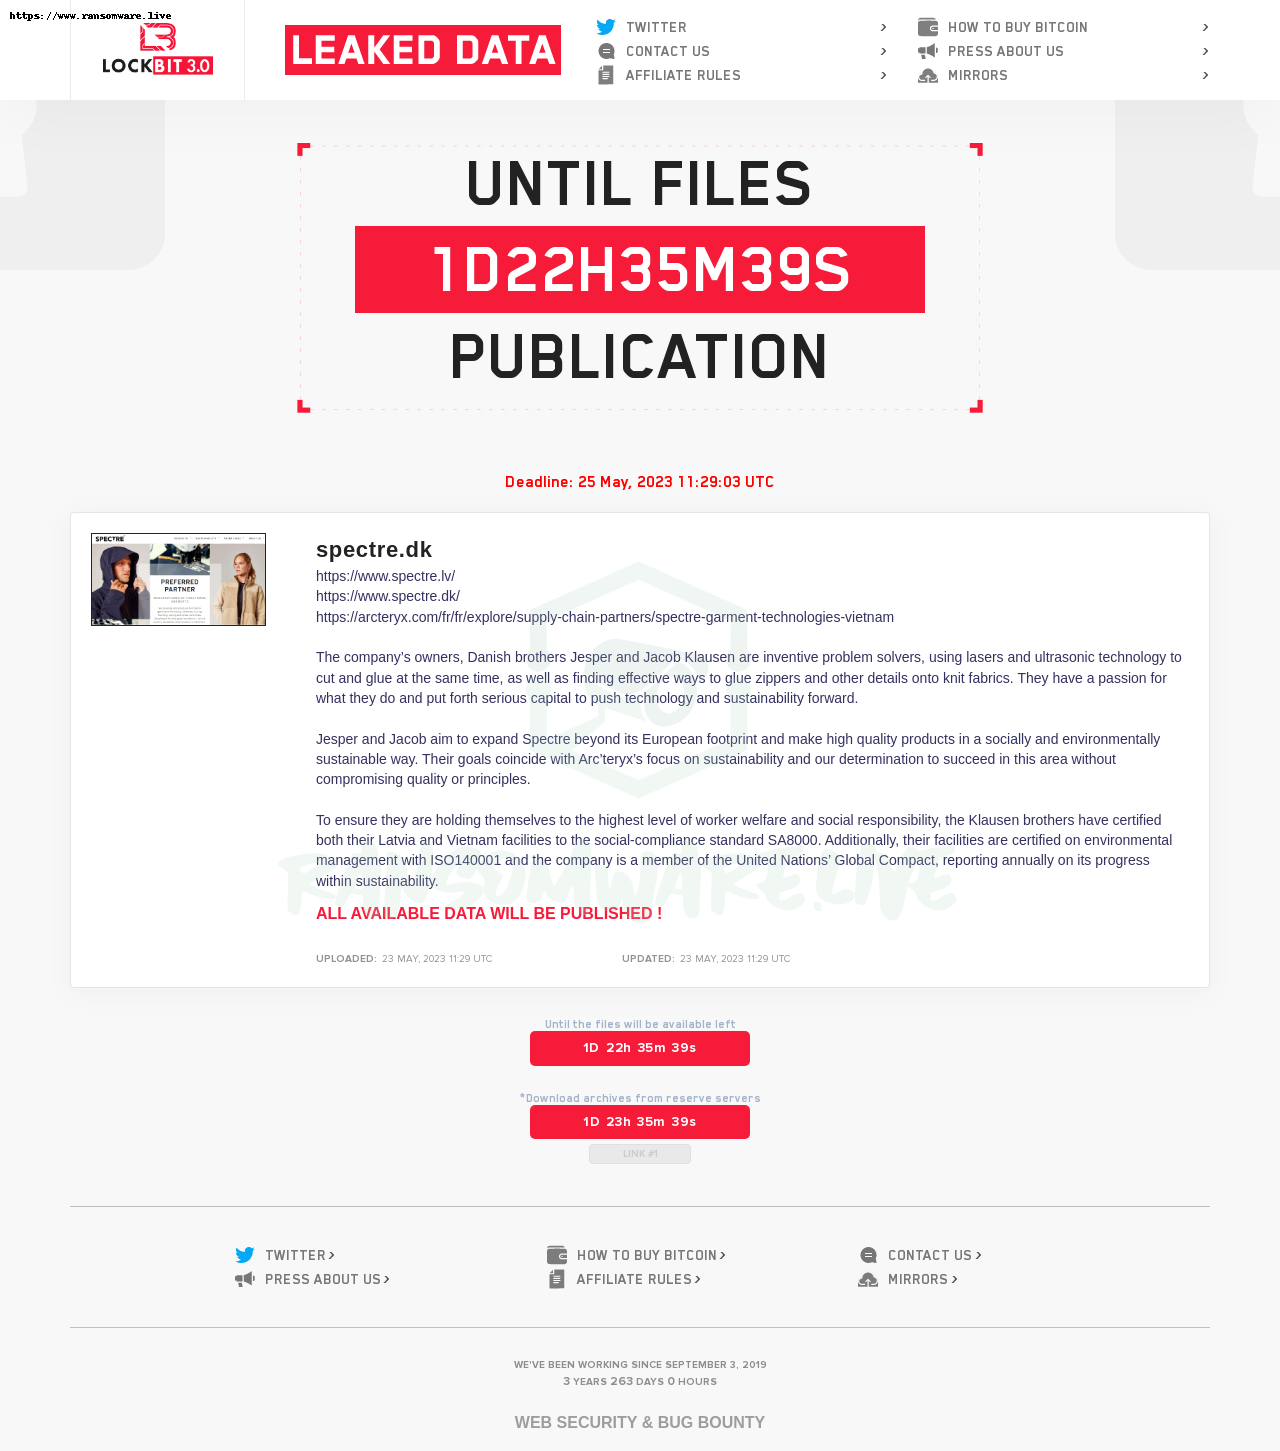 https://www.ransomware.live
LOCKBIT 3.0
LEAKED DATA
TWITTER >
CONTACT US >
AFFILIATE RULES >
HOW TO BUY BITCOIN >
PRESS ABOUT US >
MIRRORS >
UNTIL FILES
1D22H35M39S
PUBLICATION
Deadline: 25 May, 2023 11:29:03 UTC
SPECTRE
PREFERRED
PARTNER
spectre.dk
https://www.spectre.lv/
https://www.spectre.dk/
https://arcteryx.com/fr/fr/explore/supply-chain-partners/spectre-garment-technologies-vietnam
The company’s owners, Danish brothers Jesper and Jacob Klausen are inventive problem solvers, using lasers and ultrasonic technology to
cut and glue at the same time, as well as finding effective ways to glue zippers and other details onto knit fabrics. They have a passion for
what they do and put forth serious capital to push technology and sustainability forward.
Jesper and Jacob aim to expand Spectre beyond its European footprint and make high quality products in a socially and environmentally
sustainable way. Their goals coincide with Arc’teryx’s focus on sustainability and our determination to succeed in this area without
compromising quality or principles.
To ensure they are holding themselves to the highest level of worker welfare and social responsibility, the Klausen brothers have certified
both their Latvia and Vietnam facilities to the social-compliance standard SA8000. Additionally, their facilities are certified on environmental
management with ISO140001 and the company is a member of the United Nations’ Global Compact, reporting annually on its progress
within sustainability.
RANSOMWARE.LIVE
ALL AVAILABLE DATA WILL BE PUBLISHED !
UPLOADED: 23 MAY, 2023 11:29 UTC
UPDATED: 23 MAY, 2023 11:29 UTC
Until the files will be available left
1D 22h 35m 39s
*Download archives from reserve servers
1D 23h 35m 39s
LINK #1
TWITTER >
HOW TO BUY BITCOIN >
CONTACT US >
PRESS ABOUT US >
AFFILIATE RULES >
MIRRORS >
WE'VE BEEN WORKING SINCE SEPTEMBER 3, 2019
3 YEARS 263 DAYS 0 HOURS
WEB SECURITY & BUG BOUNTY